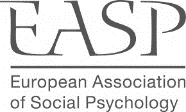 EASP
European Association
of Social Psychology